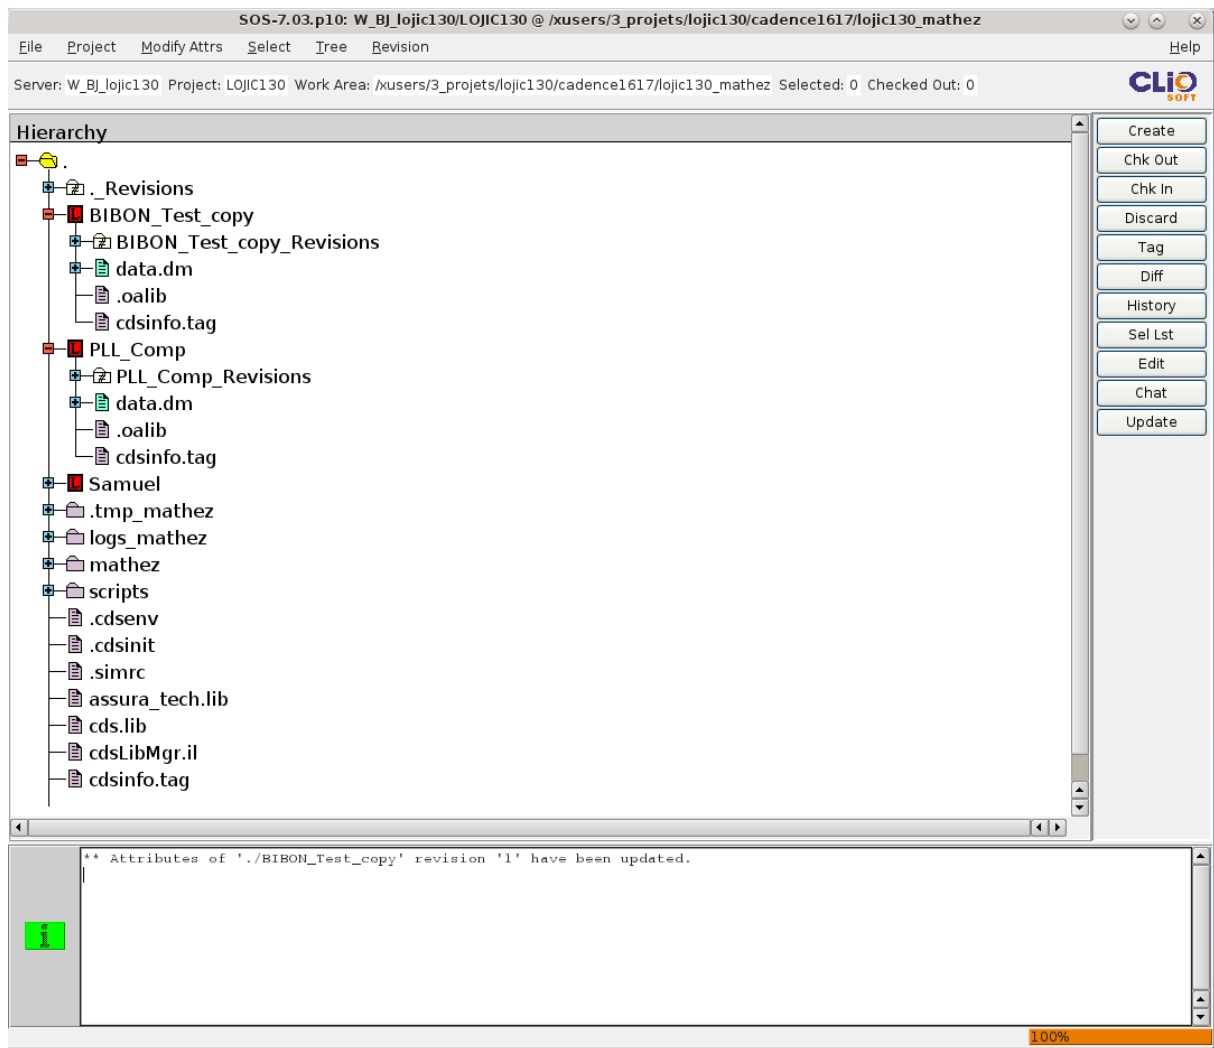 SOS-7.03.p10: W_BJ_lojic130/LOJIC130 @ /xusers/3_projets/lojic130/cadence1617/lojic130_mathez
File Project Modify Attrs Select Tree Revision Help
Server: W_BJ_lojic130 Project: LOJIC130 Work Area: /xusers/3_projets/lojic130/cadence1617/lojic130_mathez Selected: 0 Checked Out: 0
CLiO
SOFT
Hierarchy
.
._Revisions
BIBON_Test_copy
BIBON_Test_copy_Revisions
data.dm
.oalib
cdsinfo.tag
PLL_Comp
PLL_Comp_Revisions
data.dm
.oalib
cdsinfo.tag
Samuel
.tmp_mathez
logs_mathez
mathez
scripts
.cdsenv
.cdsinit
.simrc
assura_tech.lib
cds.lib
cdsLibMgr.il
cdsinfo.tag
Create
Chk Out
Chk In
Discard
Tag
Diff
History
Sel Lst
Edit
Chat
Update
** Attributes of './BIBON_Test_copy' revision '1' have been updated.
i
100%